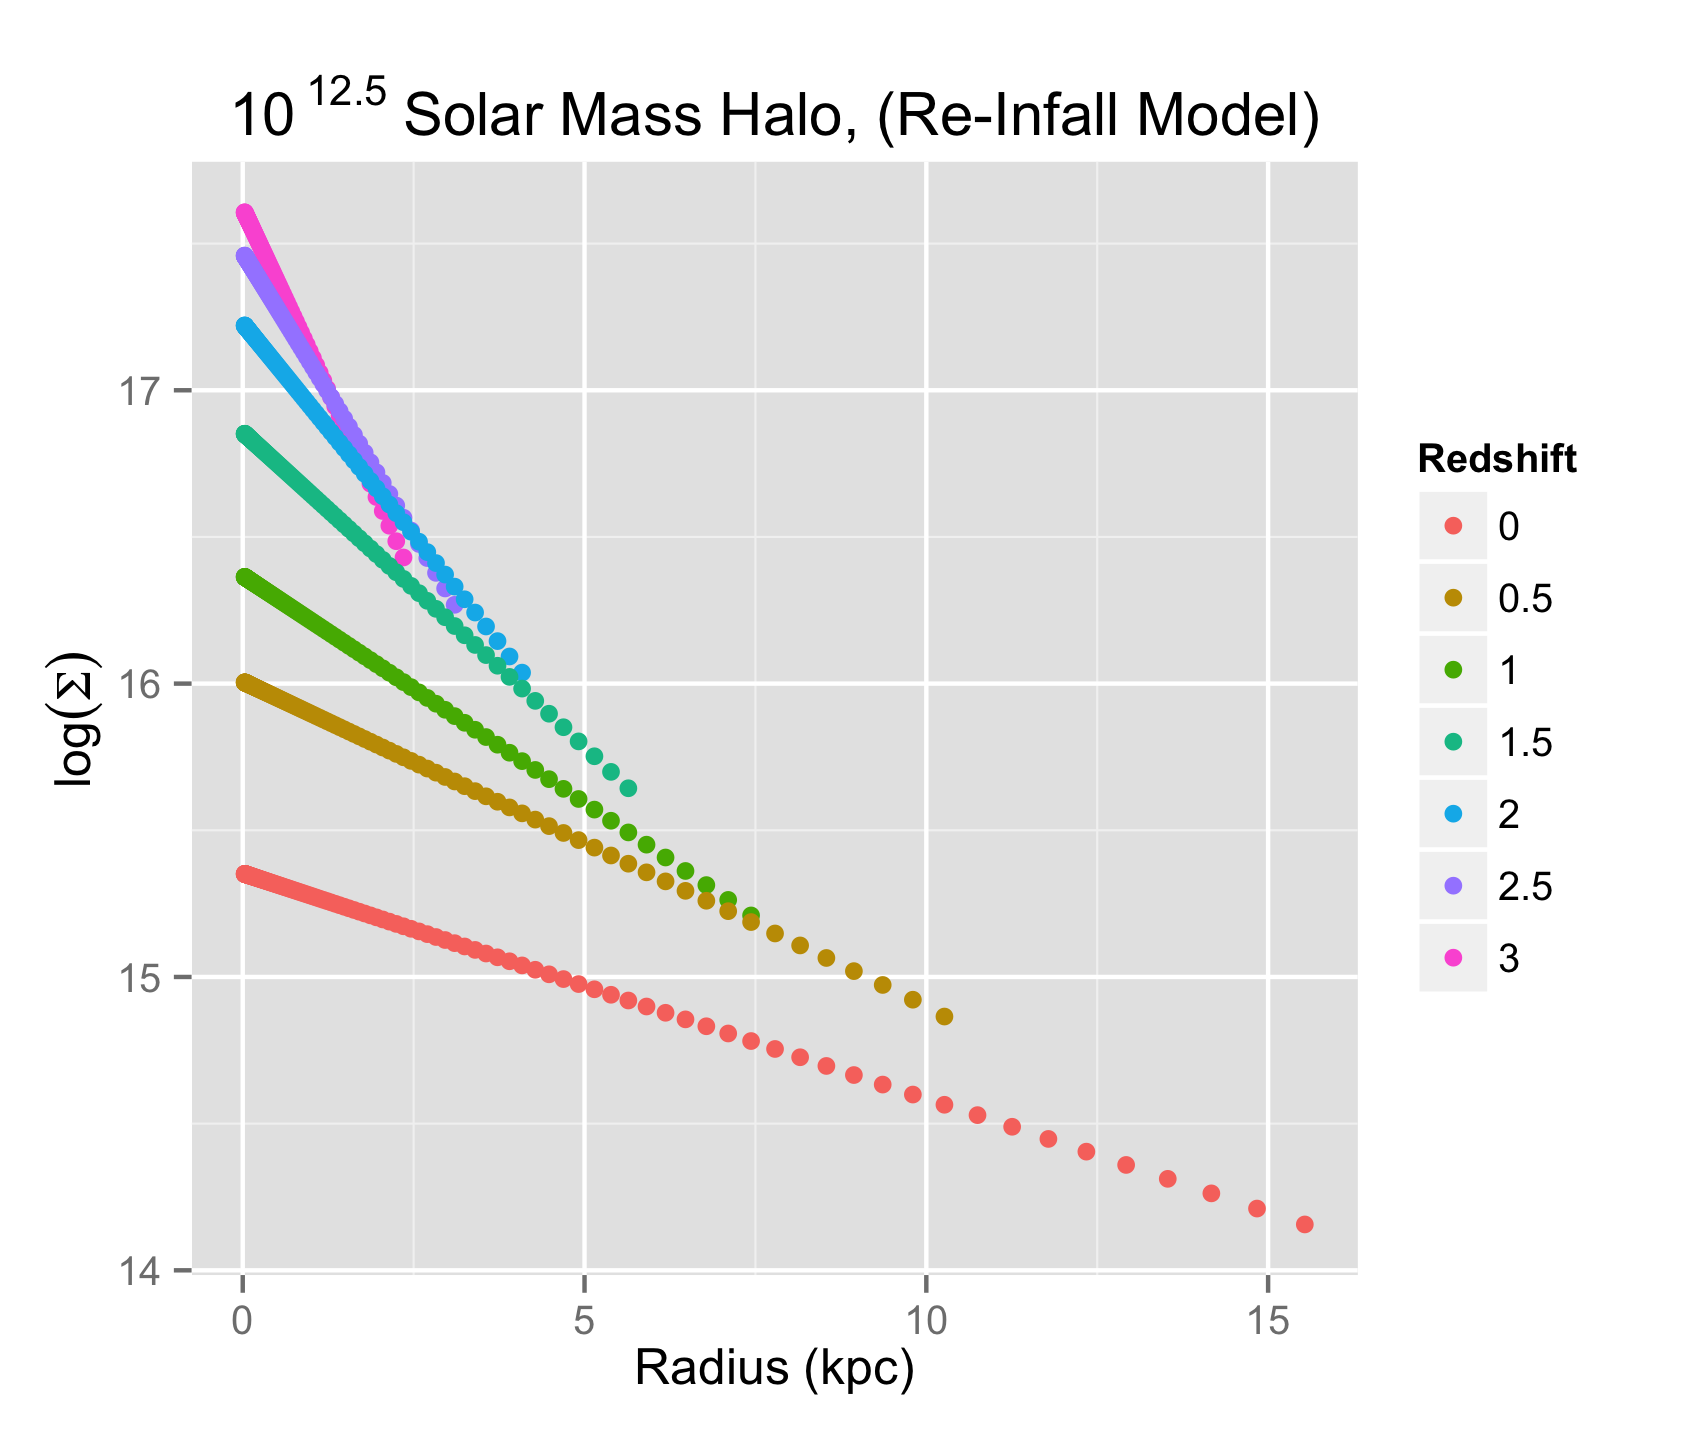 10^12.5 Solar Mass Halo, (Re-Infall Model)
log(Σ)
17
16
15
14
0 5 10 15
Radius (kpc)
Redshift
0
0.5
1
1.5
2
2.5
3